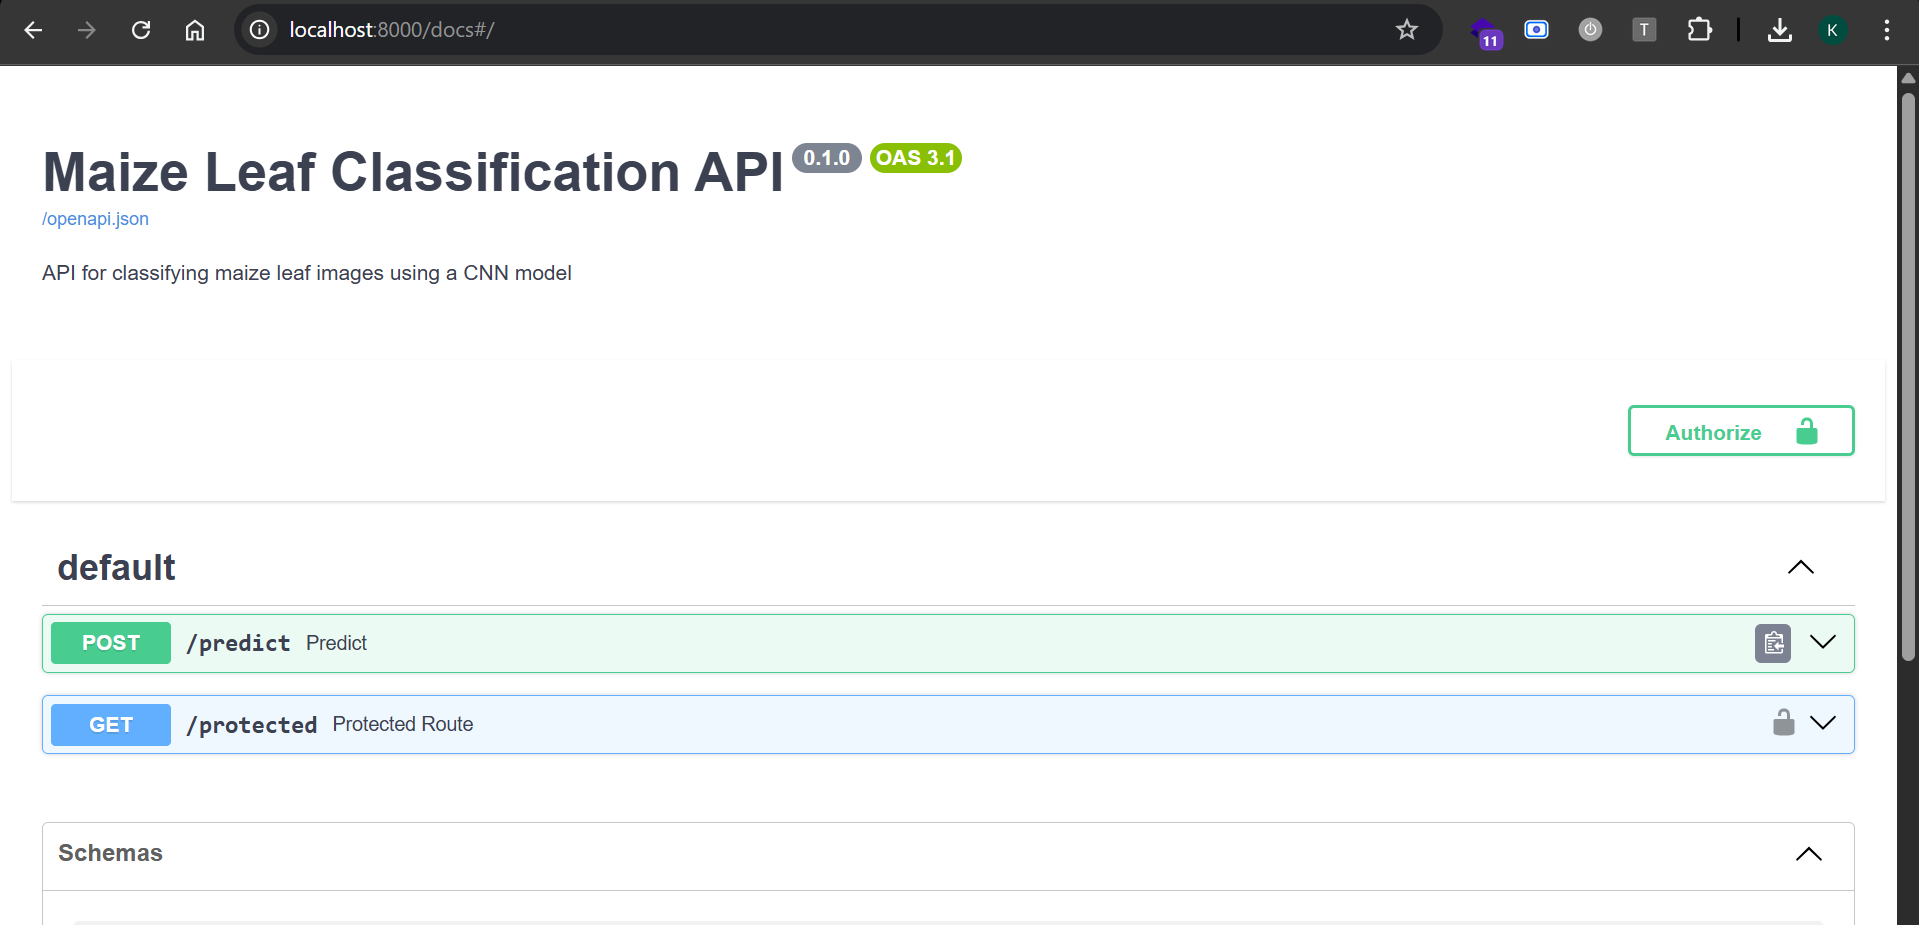 localhost:8000/docs#/
11
T
K
Maize Leaf Classification API 0.1.0 OAS 3.1
/openapi.json
API for classifying maize leaf images using a CNN model
Authorize
default
POST /predict Predict
GET /protected Protected Route
Schemas